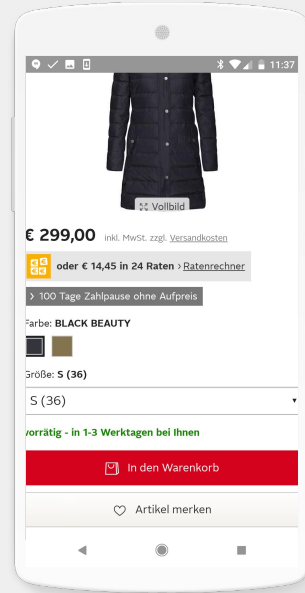 11:37
Vollbild
€ 299,00 inkl. MwSt. zzgl. Versandkosten
oder € 14,45 in 24 Raten › Ratenrechner
› 100 Tage Zahlpause ohne Aufpreis
Farbe: BLACK BEAUTY
Größe: S (36)
S (36)
vorrätig - in 1-3 Werktagen bei Ihnen
In den Warenkorb
Artikel merken